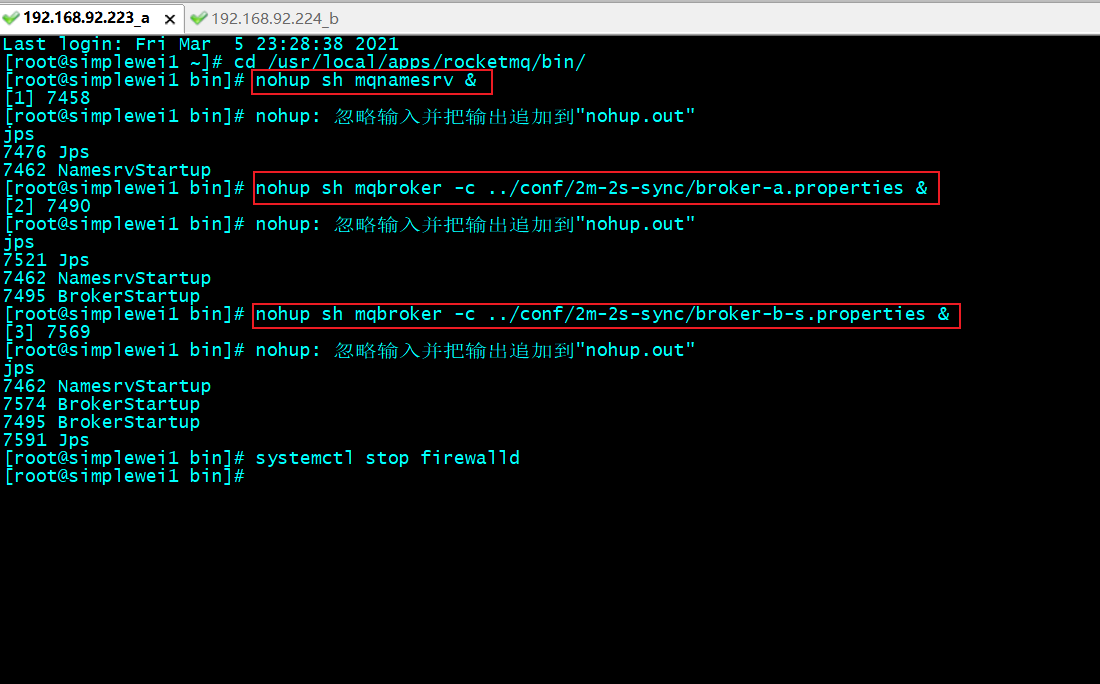 192.168.92.223_a × 192.168.92.224_b
Last login: Fri Mar  5 23:28:38 2021
[root@simplewei1 ~]# cd /usr/local/apps/rocketmq/bin/
[root@simplewei1 bin]# nohup sh mqnamesrv &
[1] 7458
[root@simplewei1 bin]# nohup: 忽略输入并把输出追加到"nohup.out"
jps
7476 Jps
7462 NamesrvStartup
[root@simplewei1 bin]# nohup sh mqbroker -c ../conf/2m-2s-sync/broker-a.properties &
[2] 7490
[root@simplewei1 bin]# nohup: 忽略输入并把输出追加到"nohup.out"
jps
7521 Jps
7462 NamesrvStartup
7495 BrokerStartup
[root@simplewei1 bin]# nohup sh mqbroker -c ../conf/2m-2s-sync/broker-b-s.properties &
[3] 7569
[root@simplewei1 bin]# nohup: 忽略输入并把输出追加到"nohup.out"
jps
7462 NamesrvStartup
7574 BrokerStartup
7495 BrokerStartup
7591 Jps
[root@simplewei1 bin]# systemctl stop firewalld
[root@simplewei1 bin]#